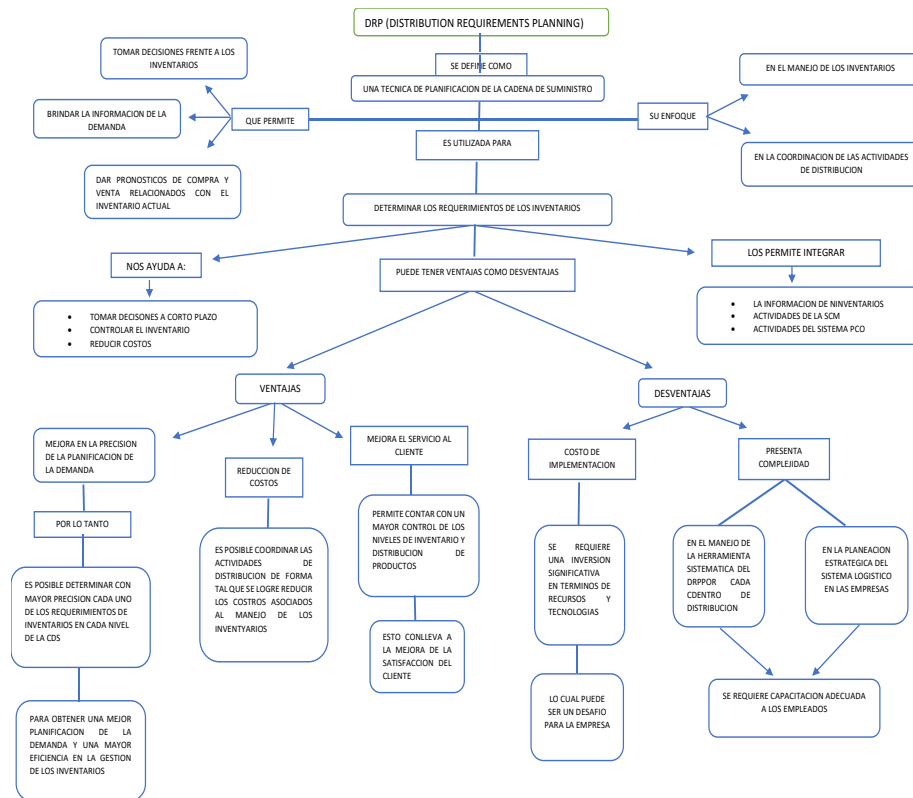 DRP (DISTRIBUTION REQUIREMENTS PLANNING)
SE DEFINE COMO
UNA TECNICA DE PLANIFICACION DE LA CADENA DE SUMINISTRO
TOMAR DECISIONES FRENTE A LOS
INVENTARIOS
BRINDAR LA INFORMACION DE LA
DEMANDA
QUE PERMITE
DAR PRONOSTICOS DE COMPRA Y
VENTA RELACIONADOS CON EL
INVENTARIO ACTUAL
SU ENFOQUE
EN EL MANEJO DE LOS INVENTARIOS
EN LA COORDINACION DE LAS ACTIVIDADES
DE DISTRIBUCION
ES UTILIZADA PARA
DETERMINAR LOS REQUERIMIENTOS DE LOS INVENTARIOS
NOS AYUDA A:
• TOMAR DECISIONES A CORTO PLAZO
• CONTROLAR EL INVENTARIO
• REDUCIR COSTOS
PUEDE TENER VENTAJAS COMO DESVENTAJAS
LOS PERMITE INTEGRAR
• LA INFORMACION DE NINVENTARIOS
• ACTIVIDADES DE LA SCM
• ACTIVIDADES DEL SISTEMA PCO
VENTAJAS
MEJORA EN LA PRECISION
DE LA PLANIFICACION DE
LA DEMANDA
POR LO TANTO
ES POSIBLE DETERMINAR CON
MAYOR PRECISION CADA UNO
DE LOS REQUERIMIENTOS DE
INVENTARIOS EN CADA NIVEL
DE LA CDS
PARA OBTENER UNA MEJOR
PLANIFICACION DE LA
DEMANDA Y UNA MAYOR
EFICIENCIA EN LA GESTION
DE LOS INVENTARIOS
REDUCCION DE
COSTOS
ES POSIBLE COORDINAR LAS
ACTIVIDADES DE
DISTRIBUCION DE FORMA
TAL QUE SE LOGRE REDUCIR
LOS COSTROS ASOCIADOS
AL MANEJO DE LOS
INVENTYARIOS
MEJORA EL SERVICIO AL
CLIENTE
PERMITE CONTAR CON UN
MAYOR CONTROL DE LOS
NIVELES DE INVENTARIO Y
DISTRIBUCION DE
PRODUCTOS
ESTO CONLLEVA A
LA MEJORA DE LA
SATISFACCION DEL
CLIENTE
DESVENTAJAS
COSTO DE
IMPLEMENTACION
SE REQUIERE
UNA INVERSION
SIGNIFICATIVA
EN TERMINOS DE
RECURSOS Y
TECNOLOGIAS
LO CUAL PUEDE
SER UN DESAFIO
PARA LA EMPRESA
PRESENTA
COMPLEJIDAD
EN EL MANEJO DE LA
HERRAMIENTA
SISTEMATICA DEL
DRPPOR CADA
CDENTRO DE
DISTRIBUCION
EN LA PLANEACION
ESTRATEGICA DEL
SISTEMA LOGISTICO
EN LAS EMPRESAS
SE REQUIERE CAPACITACION ADECUADA
A LOS EMPLEADOS